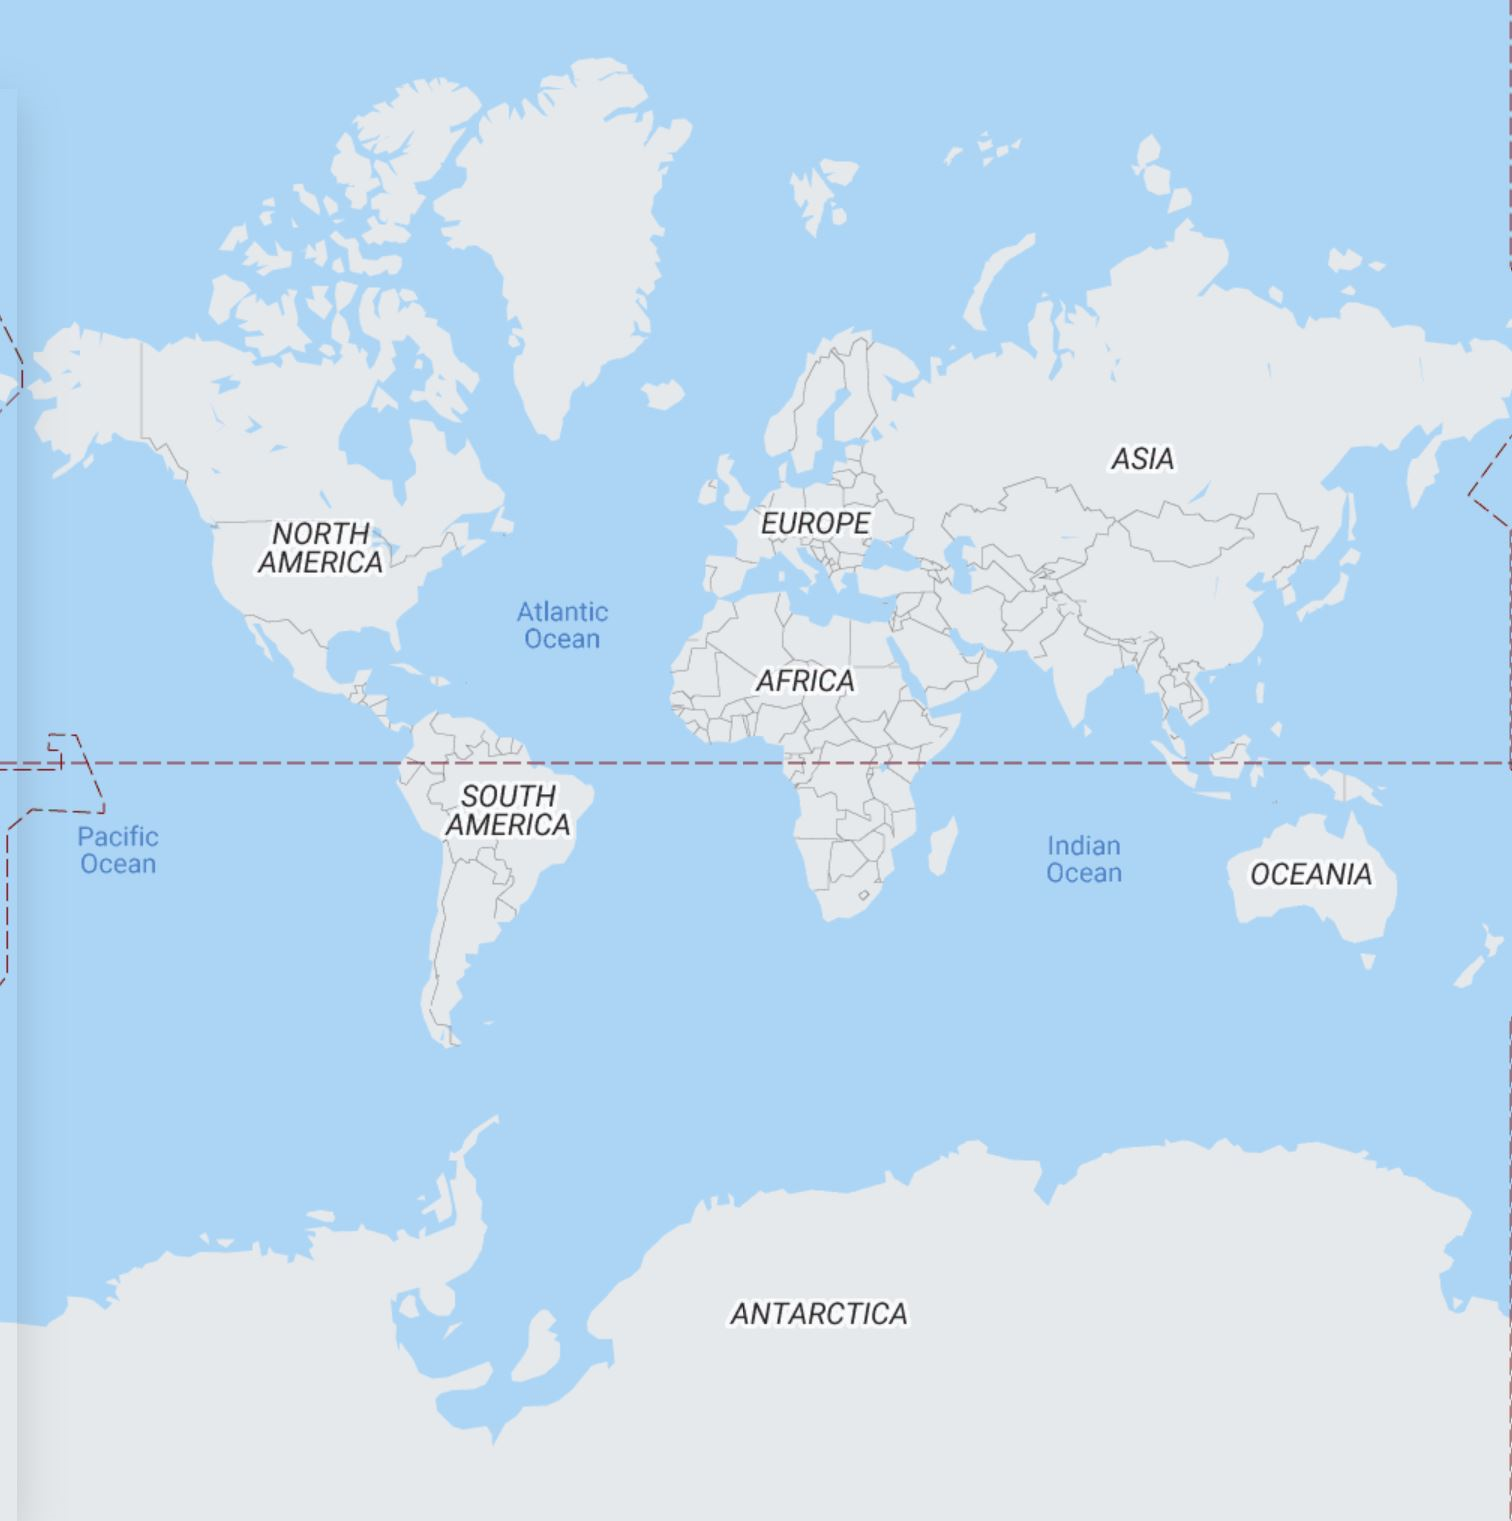 ASIA
EUROPE
NORTH
AMERICA
Atlantic
Ocean
AFRICA
SOUTH
AMERICA
Pacific
Ocean
Indian
Ocean
OCEANIA
ANTARCTICA